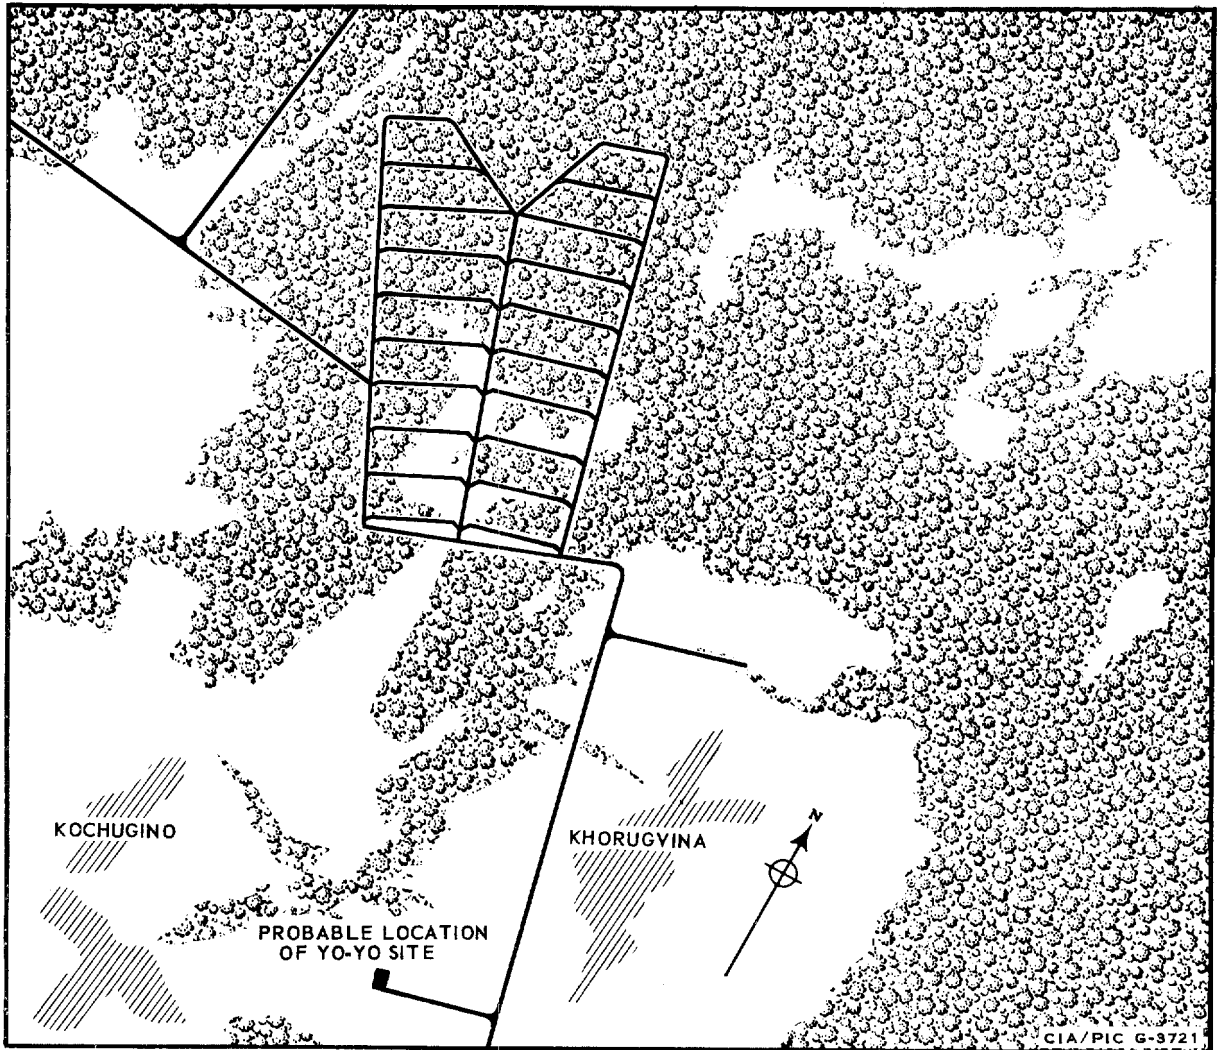 N
KOCHUGINO
KHORUGVINA
PROBABLE LOCATION
OF YO-YO SITE
CIA/PIC G-3721